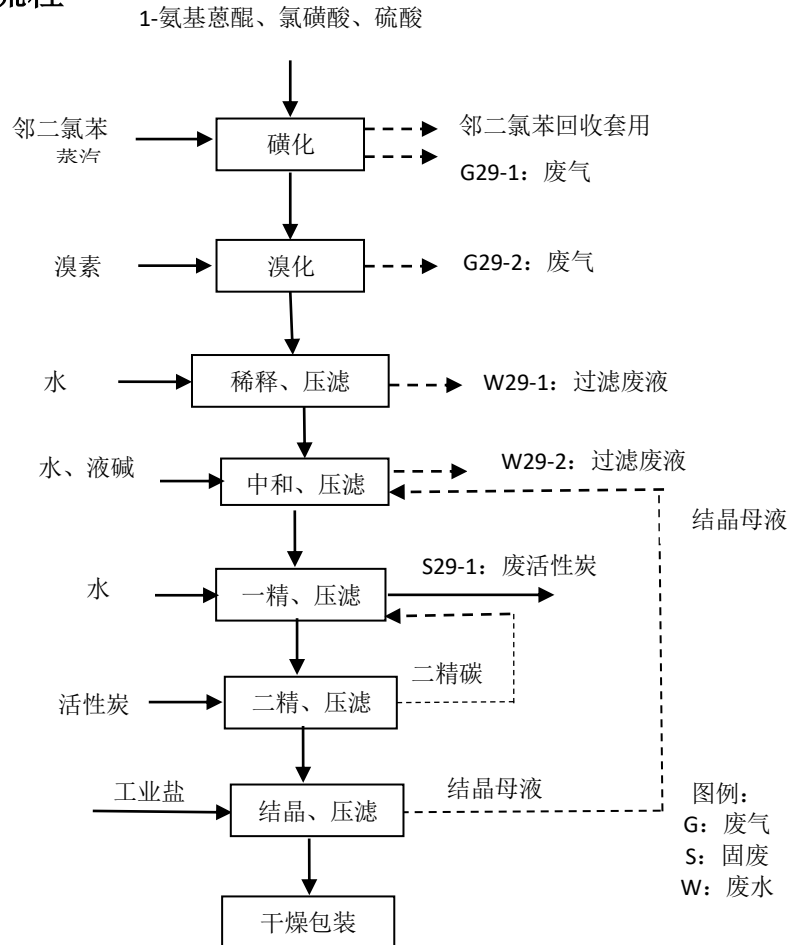 1-氨基蒽醌、氯磺酸、硫酸
邻二氯苯
蒸汽
磺化
邻二氯苯回收套用
G29-1：废气
溴素
溴化
G29-2：废气
水
稀释、压滤
W29-1：过滤废液
水、液碱
中和、压滤
W29-2：过滤废液
结晶母液
水
一精、压滤
S29-1：废活性炭
二精碳
活性炭
二精、压滤
工业盐
结晶、压滤
结晶母液
图例：
G：废气
S：固废
W：废水
干燥包装